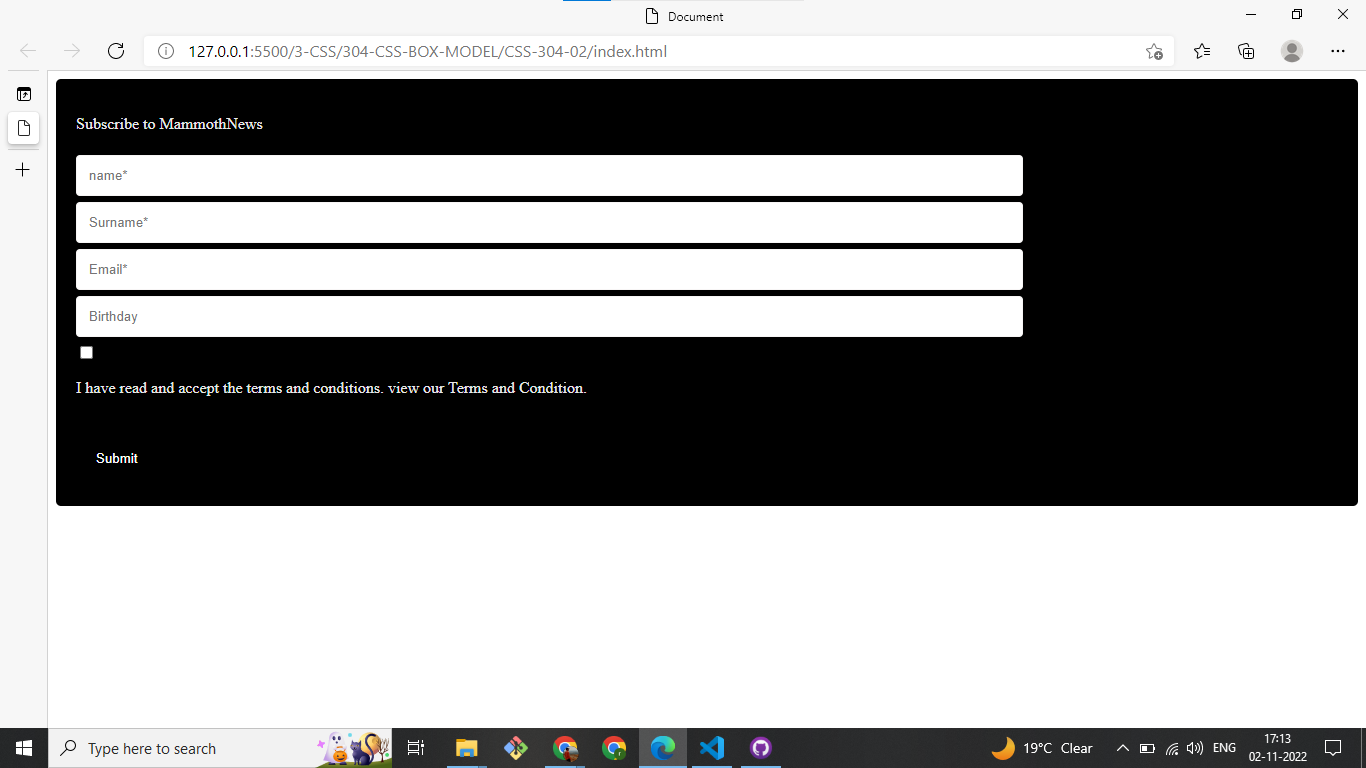 Document
127.0.0.1:5500/3-CSS/304-CSS-BOX-MODEL/CSS-304-02/index.html
Subscribe to MammothNews
name*
Surname*
Email*
Birthday
I have read and accept the terms and conditions. view our Terms and Condition.
Submit
Type here to search
19°C Clear
ENG
17:13
02-11-2022